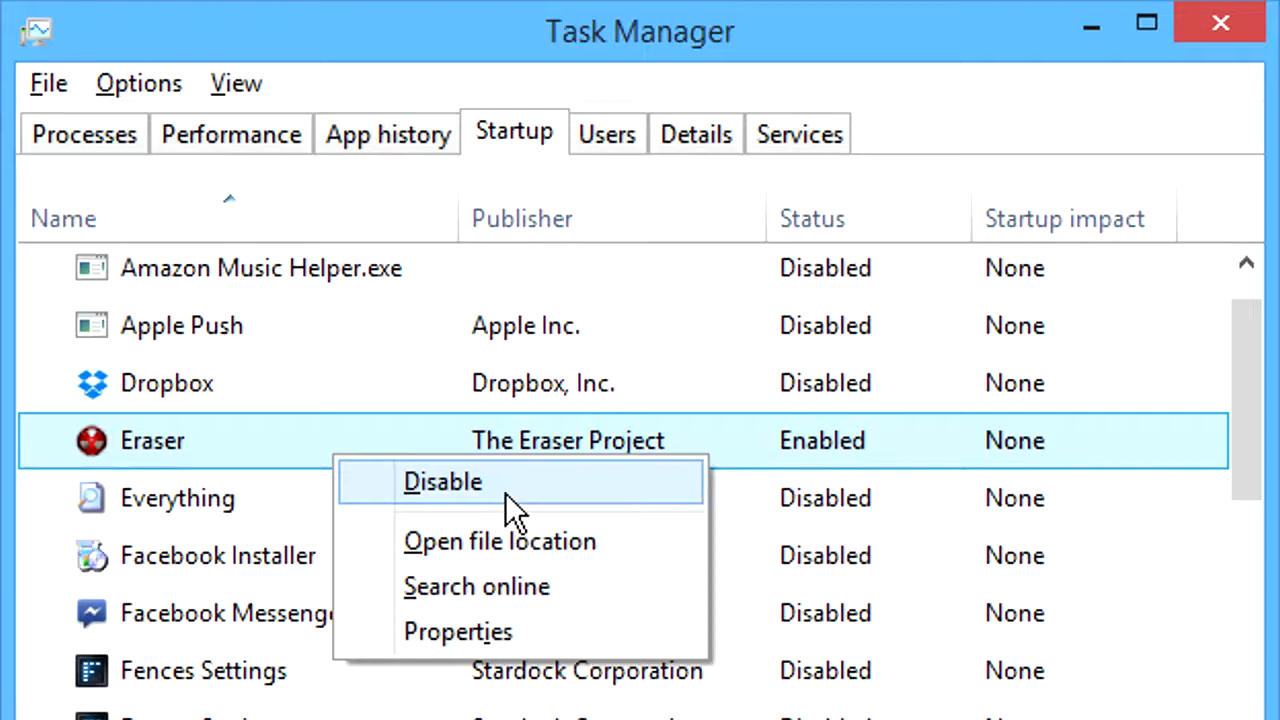 Task Manager
File Options View
Processes Performance App history Startup Users Details Services
Name Publisher Status Startup impact
Amazon Music Helper.exe Disabled None
Apple Push Apple Inc. Disabled None
Dropbox Dropbox, Inc. Disabled None
Eraser The Eraser Project Enabled None
Disable
Everything Disabled None
Open file location
Facebook Installer Disabled None
Search online
Facebook Disabled None
Properties
Fences Settings Stardock Corporation Disabled None